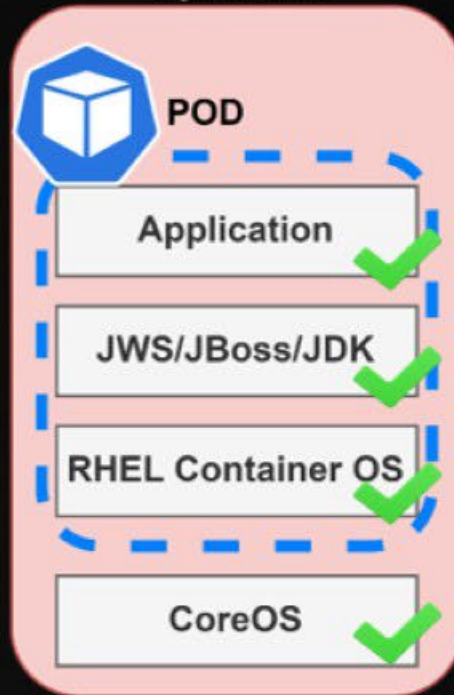 POD
Application
JWS/JBoss/JDK
RHEL Container OS
CoreOS